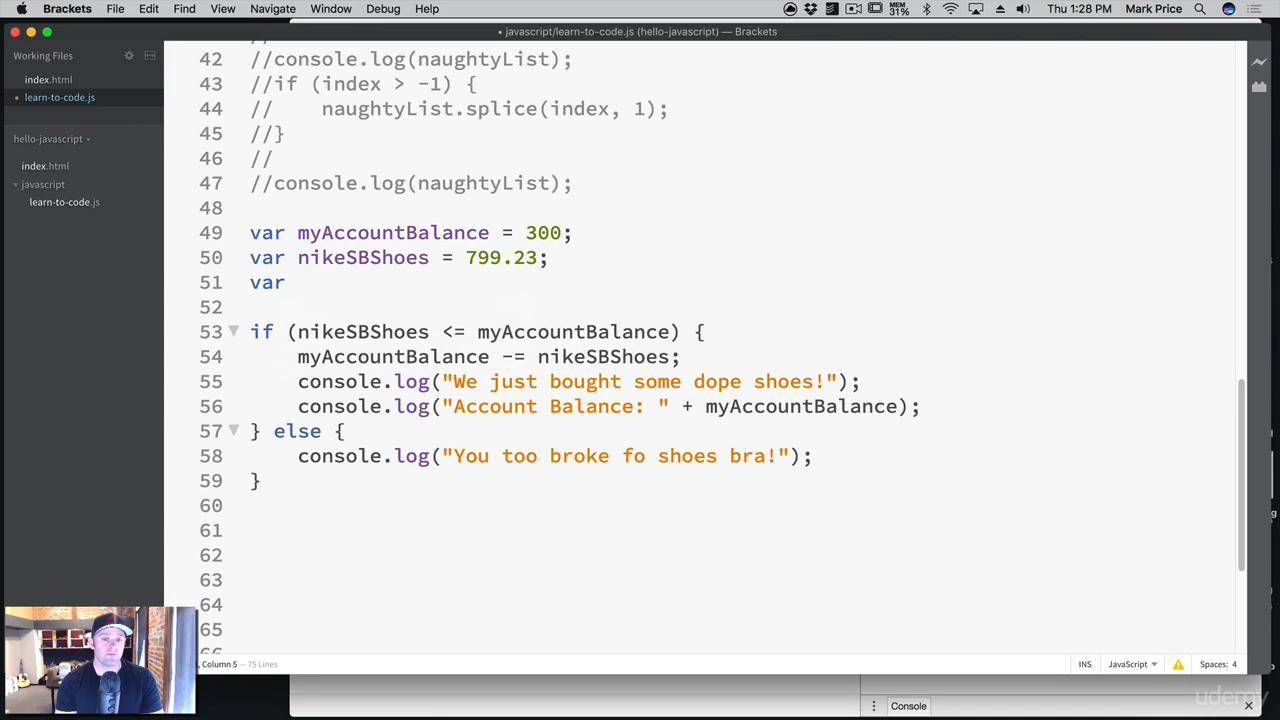 Brackets File Edit Find View Navigate Window Debug Help MEM 31% Thu 1:28 PM Mark Price
• javascript/learn-to-code.js (hello-javascript) — Brackets
Working Files
index.html
learn-to-code.js
hello-javascript
index.html
javascript
learn-to-code.js
42 //console.log(naughtyList);
43 //if (index > -1) {
44 //    naughtyList.splice(index, 1);
45 //}
46 //
47 //console.log(naughtyList);
48
49 var myAccountBalance = 300;
50 var nikeSBShoes = 799.23;
51 var
52
53 if (nikeSBShoes <= myAccountBalance) {
54     myAccountBalance -= nikeSBShoes;
55     console.log("We just bought some dope shoes!");
56     console.log("Account Balance: " + myAccountBalance);
57 } else {
58     console.log("You too broke fo shoes bra!");
59 }
60
61
62
63
64
65
, Column 5 — 75 Lines INS JavaScript Spaces: 4
Console
udemy